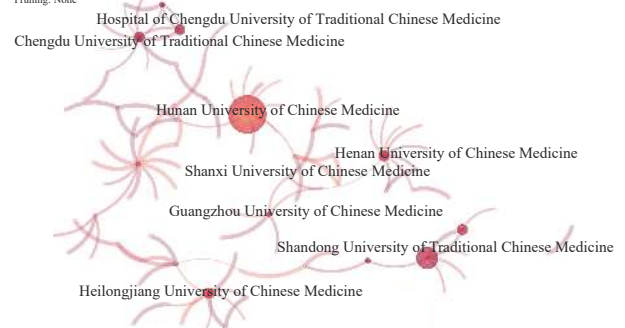 Pruning: None
Hospital of Chengdu University of Traditional Chinese Medicine
Chengdu University of Traditional Chinese Medicine
Hunan University of Chinese Medicine
Henan University of Chinese Medicine
Shanxi University of Chinese Medicine
Guangzhou University of Chinese Medicine
Shandong University of Traditional Chinese Medicine
Heilongjiang University of Chinese Medicine